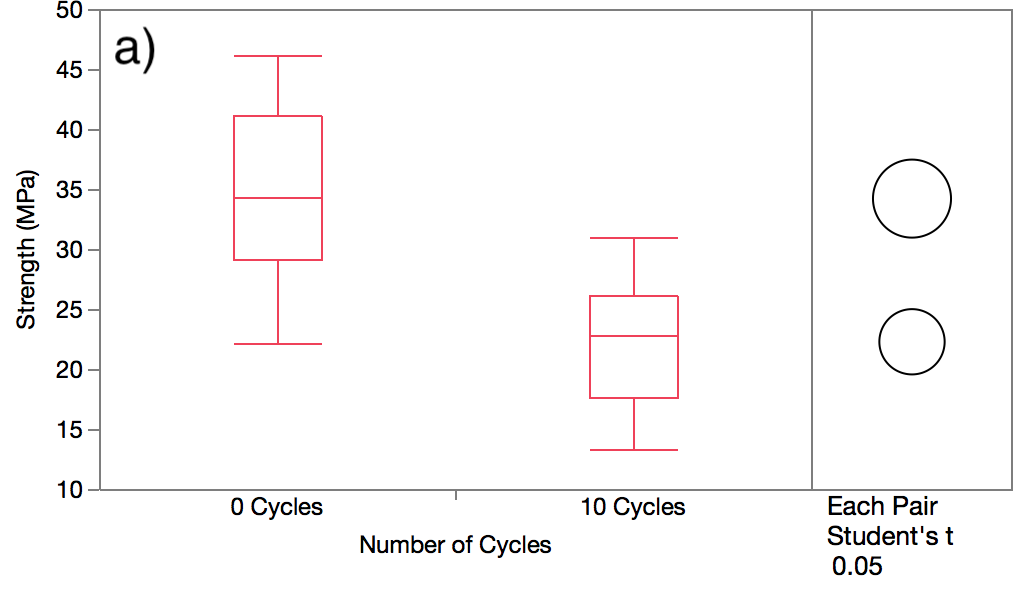 a)
50
45
40
35
30
25
20
15
10
Strength (MPa)
0 Cycles
10 Cycles
Number of Cycles
Each Pair
Student's t
0.05